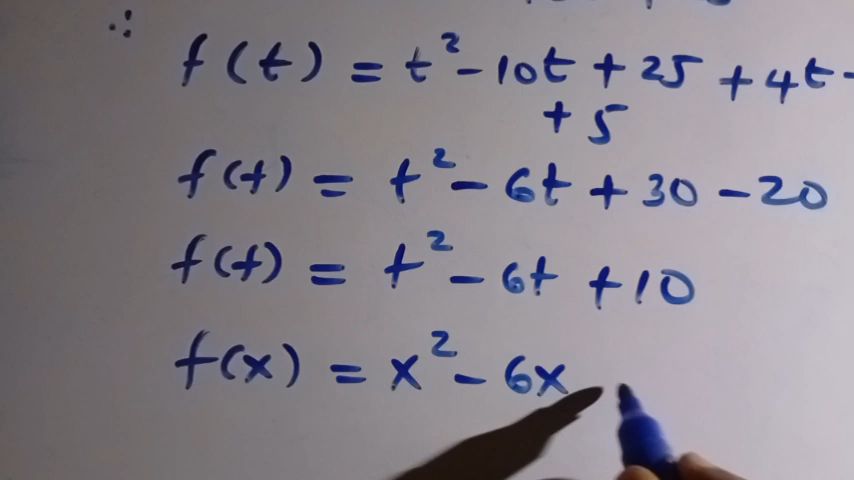 ∴
f(t) = t² - 10t + 25 + 4t -
+ 5
f(t) = t² - 6t + 30 - 20
f(t) = t² - 6t + 10
f(x) = x² - 6x